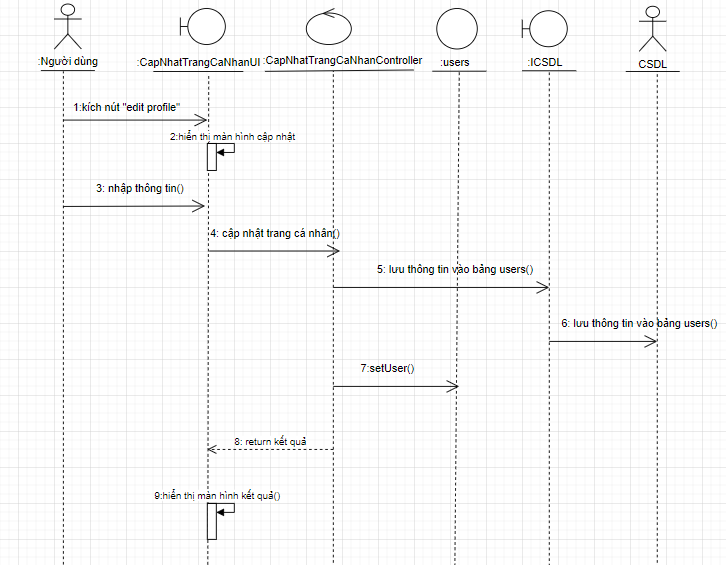 :Người dùng
:CapNhatTrangCaNhanUI
:CapNhatTrangCaNhanController
:users
:ICSDL
CSDL
1:kích nút "edit profile"
2:hiển thị màn hình cập nhật
3: nhập thông tin()
4: cập nhật trang cá nhân()
5: lưu thông tin vào bảng users()
6: lưu thông tin vào bảng users()
7:setUser()
8: return kết quả
9:hiển thị màn hình kết quả()